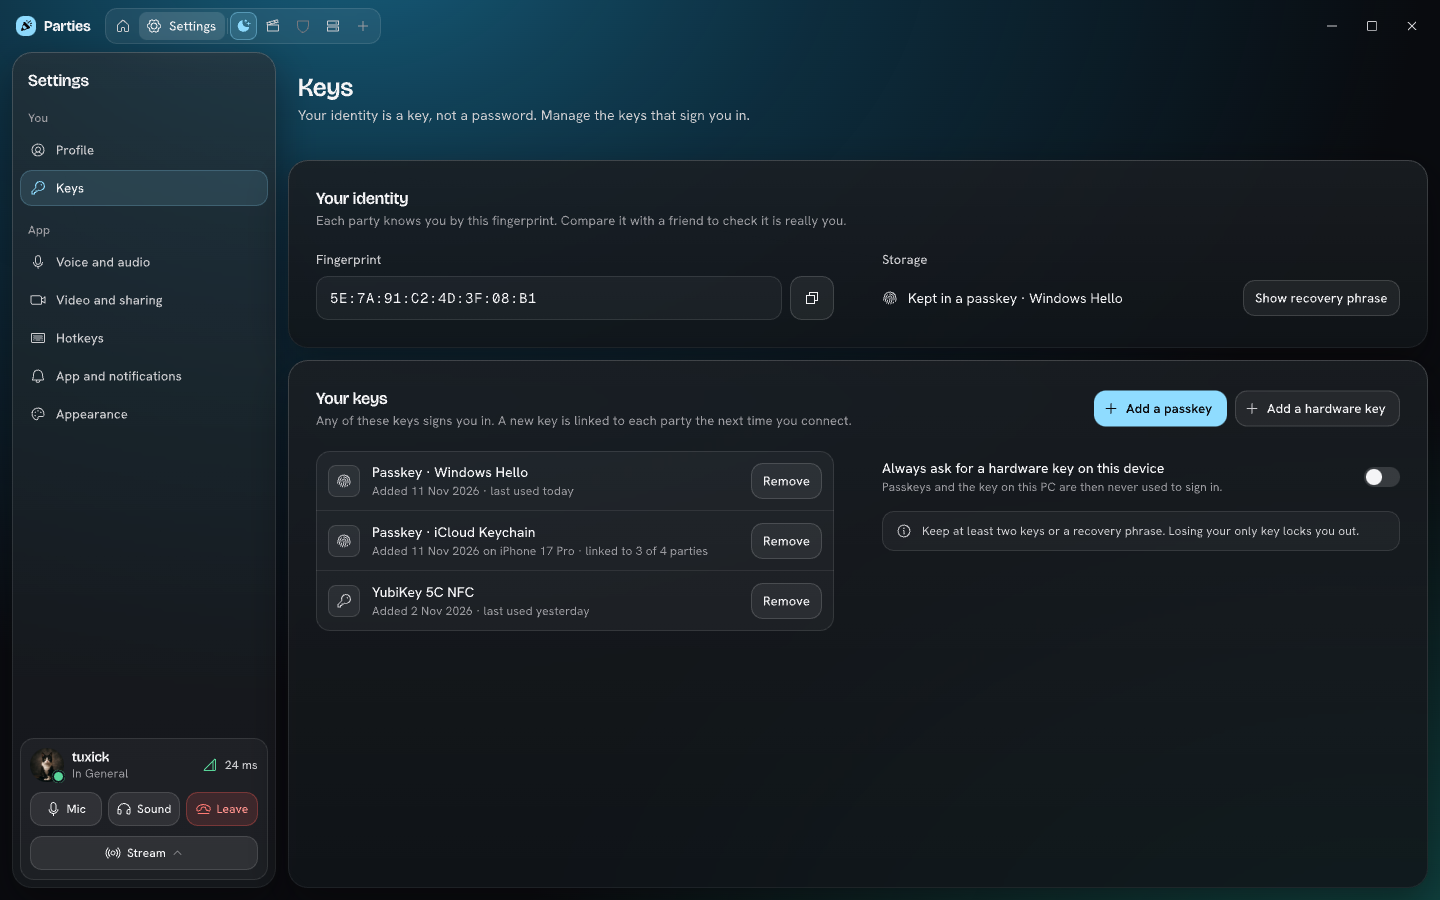 Parties
Settings
Settings
You
Profile
Keys
App
Voice and audio
Video and sharing
Hotkeys
App and notifications
Appearance
tuxick
In General
24 ms
Mic
Sound
Leave
Stream
Keys
Your identity is a key, not a password. Manage the keys that sign you in.
Your identity
Each party knows you by this fingerprint. Compare it with a friend to check it is really you.
Fingerprint
5E:7A:91:C2:4D:3F:08:B1
Storage
Kept in a passkey · Windows Hello
Show recovery phrase
Your keys
Any of these keys signs you in. A new key is linked to each party the next time you connect.
Add a passkey
Add a hardware key
Passkey · Windows Hello
Added 11 Nov 2026 · last used today
Remove
Passkey · iCloud Keychain
Added 11 Nov 2026 on iPhone 17 Pro · linked to 3 of 4 parties
Remove
YubiKey 5C NFC
Added 2 Nov 2026 · last used yesterday
Remove
Always ask for a hardware key on this device
Passkeys and the key on this PC are then never used to sign in.
Keep at least two keys or a recovery phrase. Losing your only key locks you out.